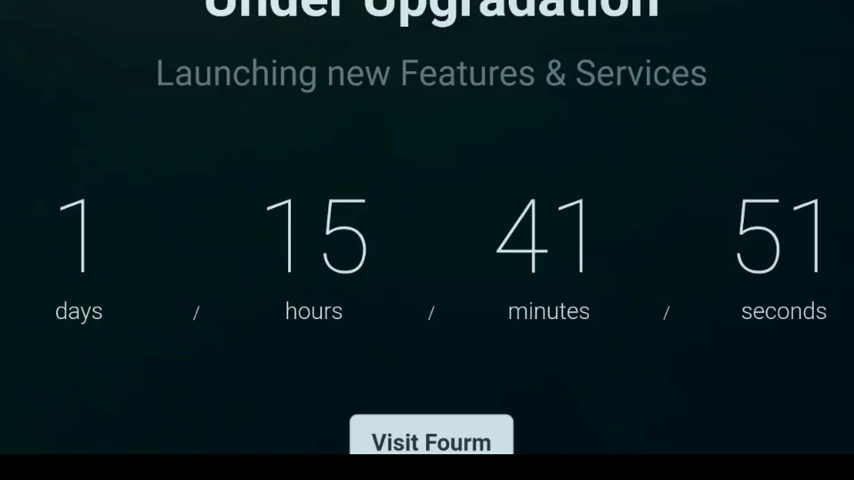 Under Upgradation
Launching new Features & Services
1 15 41 51
days / hours / minutes / seconds
Visit Fourm